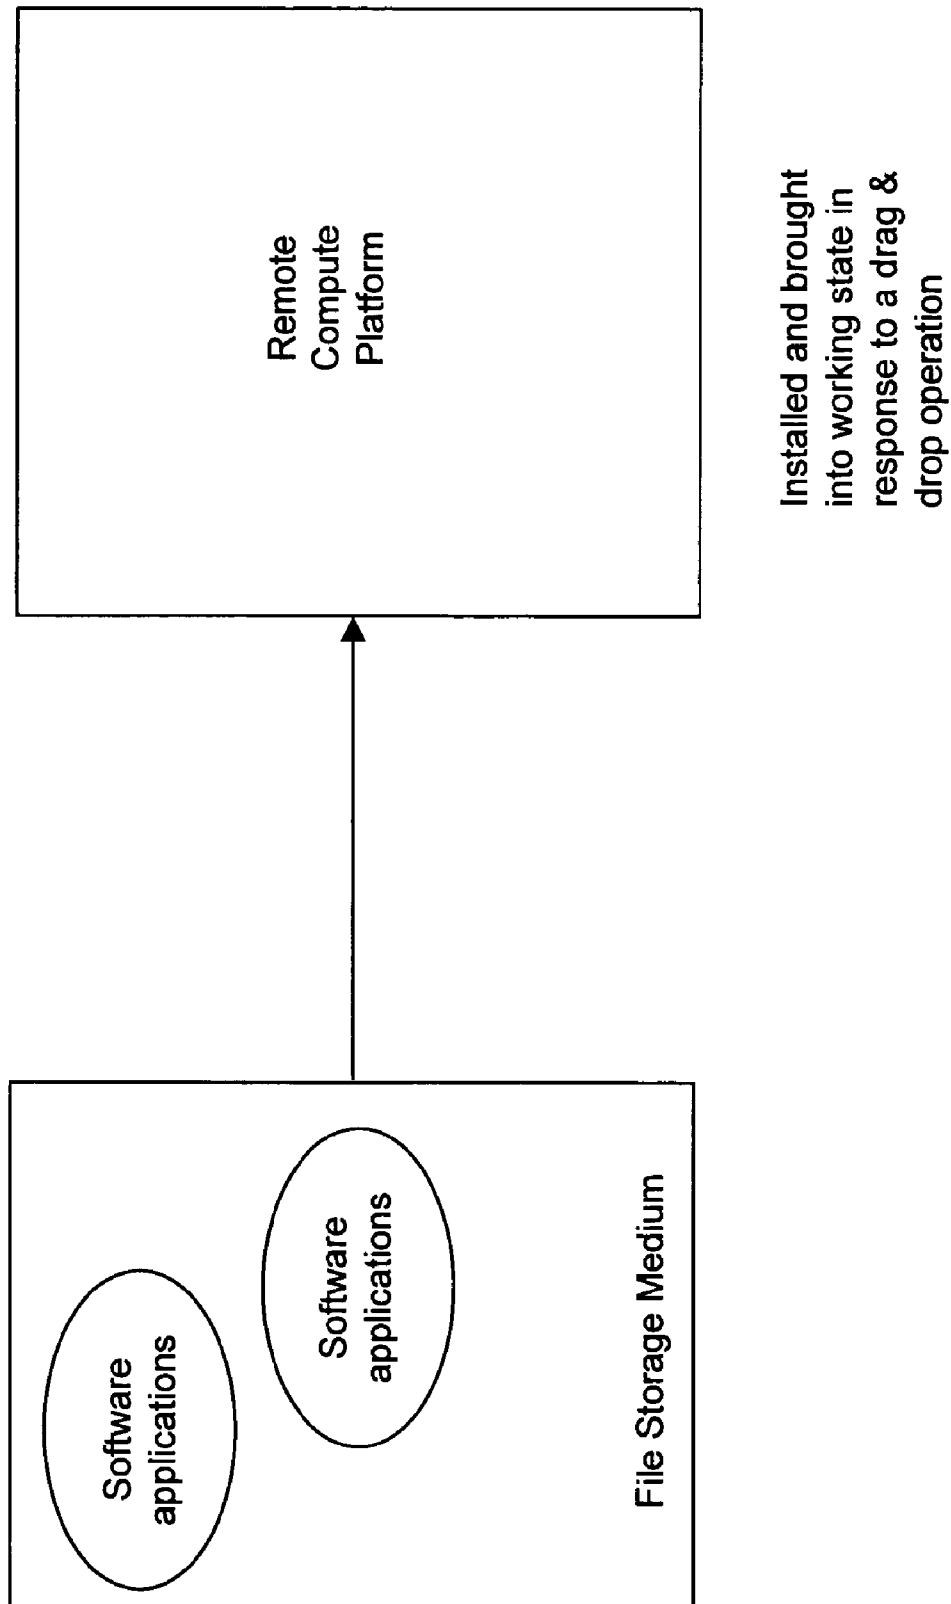 Software
applications
Software
applications
File Storage Medium
Remote
Compute
Platform
Installed and brought
into working state in
response to a drag &
drop operation